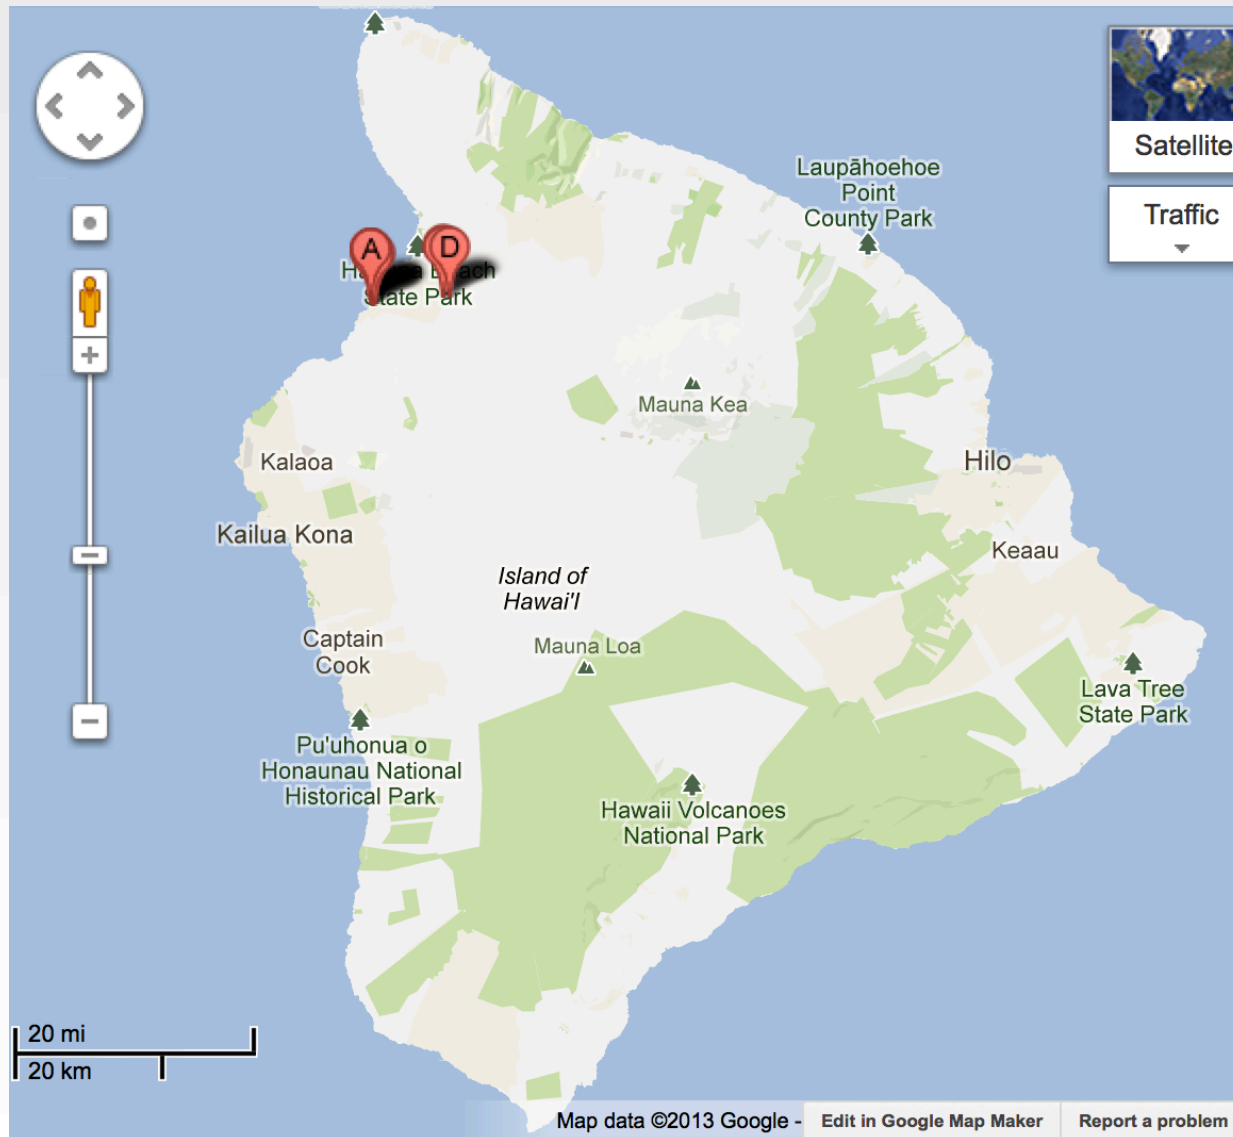 Satellite
Traffic
Laupāhoehoe
Point
County Park
A
D
State Park
Mauna Kea
Kalaoa
Hilo
Kailua Kona
Keaau
Island of
Hawai'I
Captain
Cook
Mauna Loa
Lava Tree
State Park
Pu'uhonua o
Honaunau National
Historical Park
Hawaii Volcanoes
National Park
20 mi
20 km
Map data ©2013 Google -
Edit in Google Map Maker
Report a problem